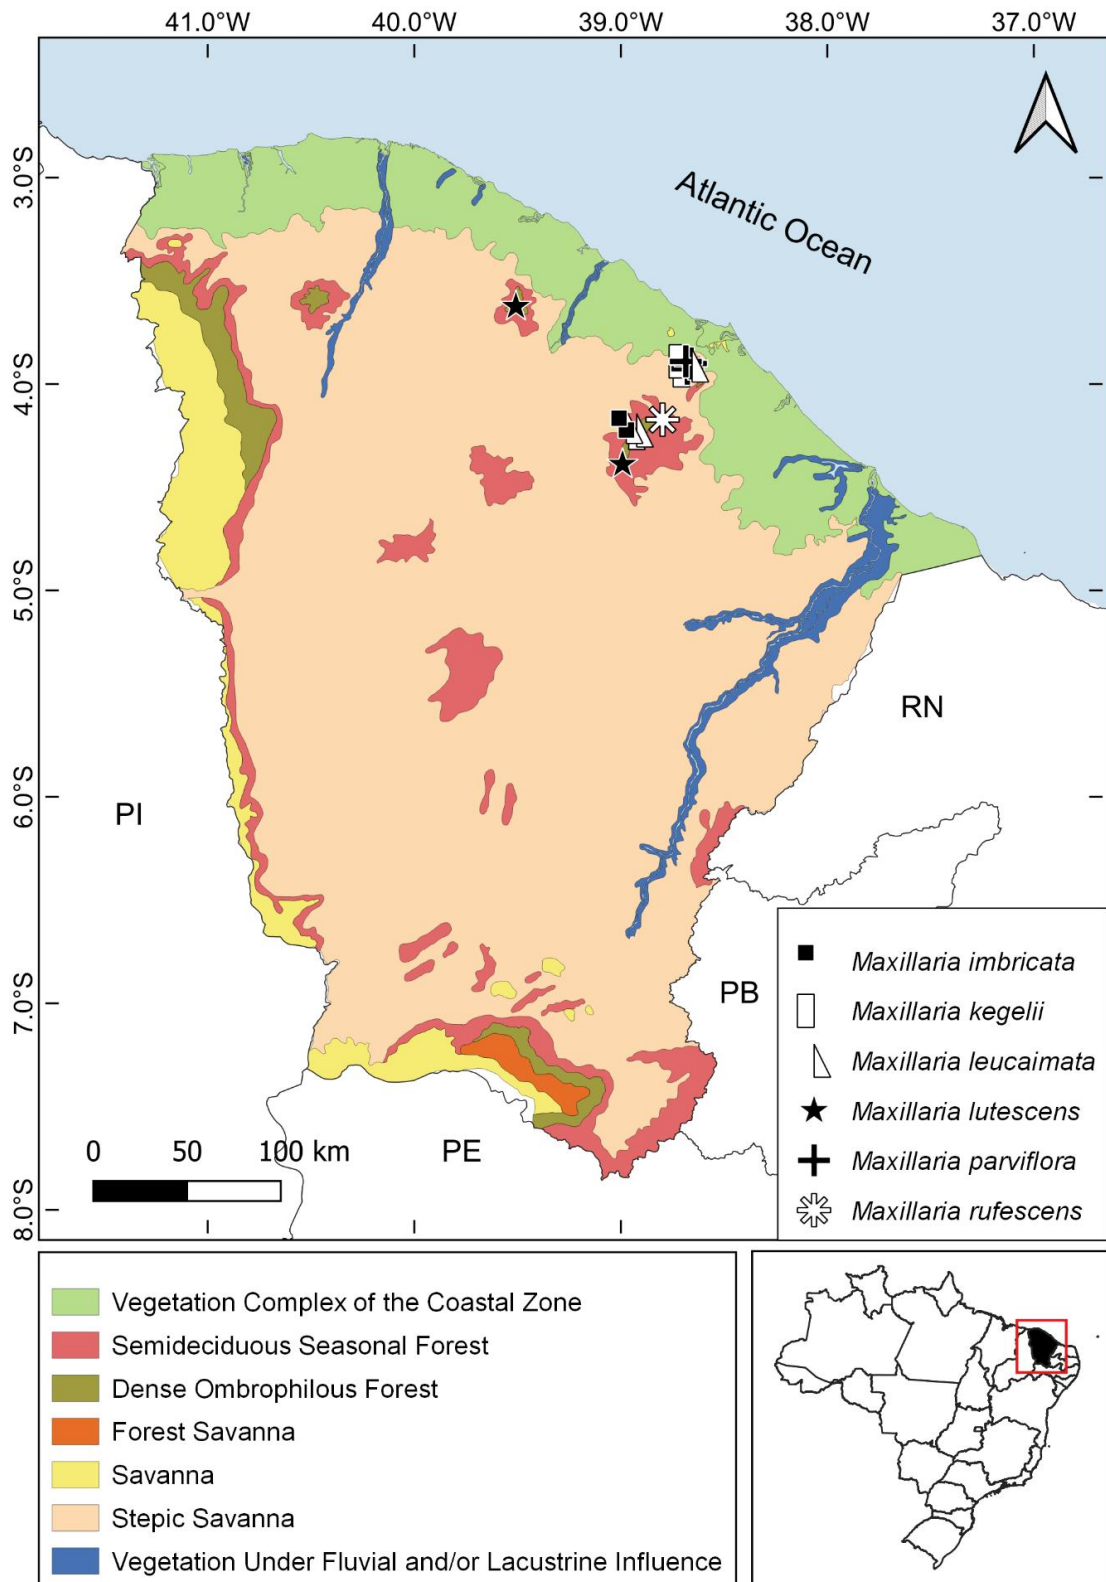 41.0°W 40.0°W 39.0°W 38.0°W 37.0°W
3.0°S
4.0°S
5.0°S
6.0°S
7.0°S
8.0°S
Atlantic Ocean
RN
PI
PB
PE
0 50 100 km
Maxillaria imbricata
Maxillaria kegelii
Maxillaria leucaimata
Maxillaria lutescens
Maxillaria parviflora
Maxillaria rufescens
Vegetation Complex of the Coastal Zone
Semideciduous Seasonal Forest
Dense Ombrophilous Forest
Forest Savanna
Savanna
Stepic Savanna
Vegetation Under Fluvial and/or Lacustrine Influence